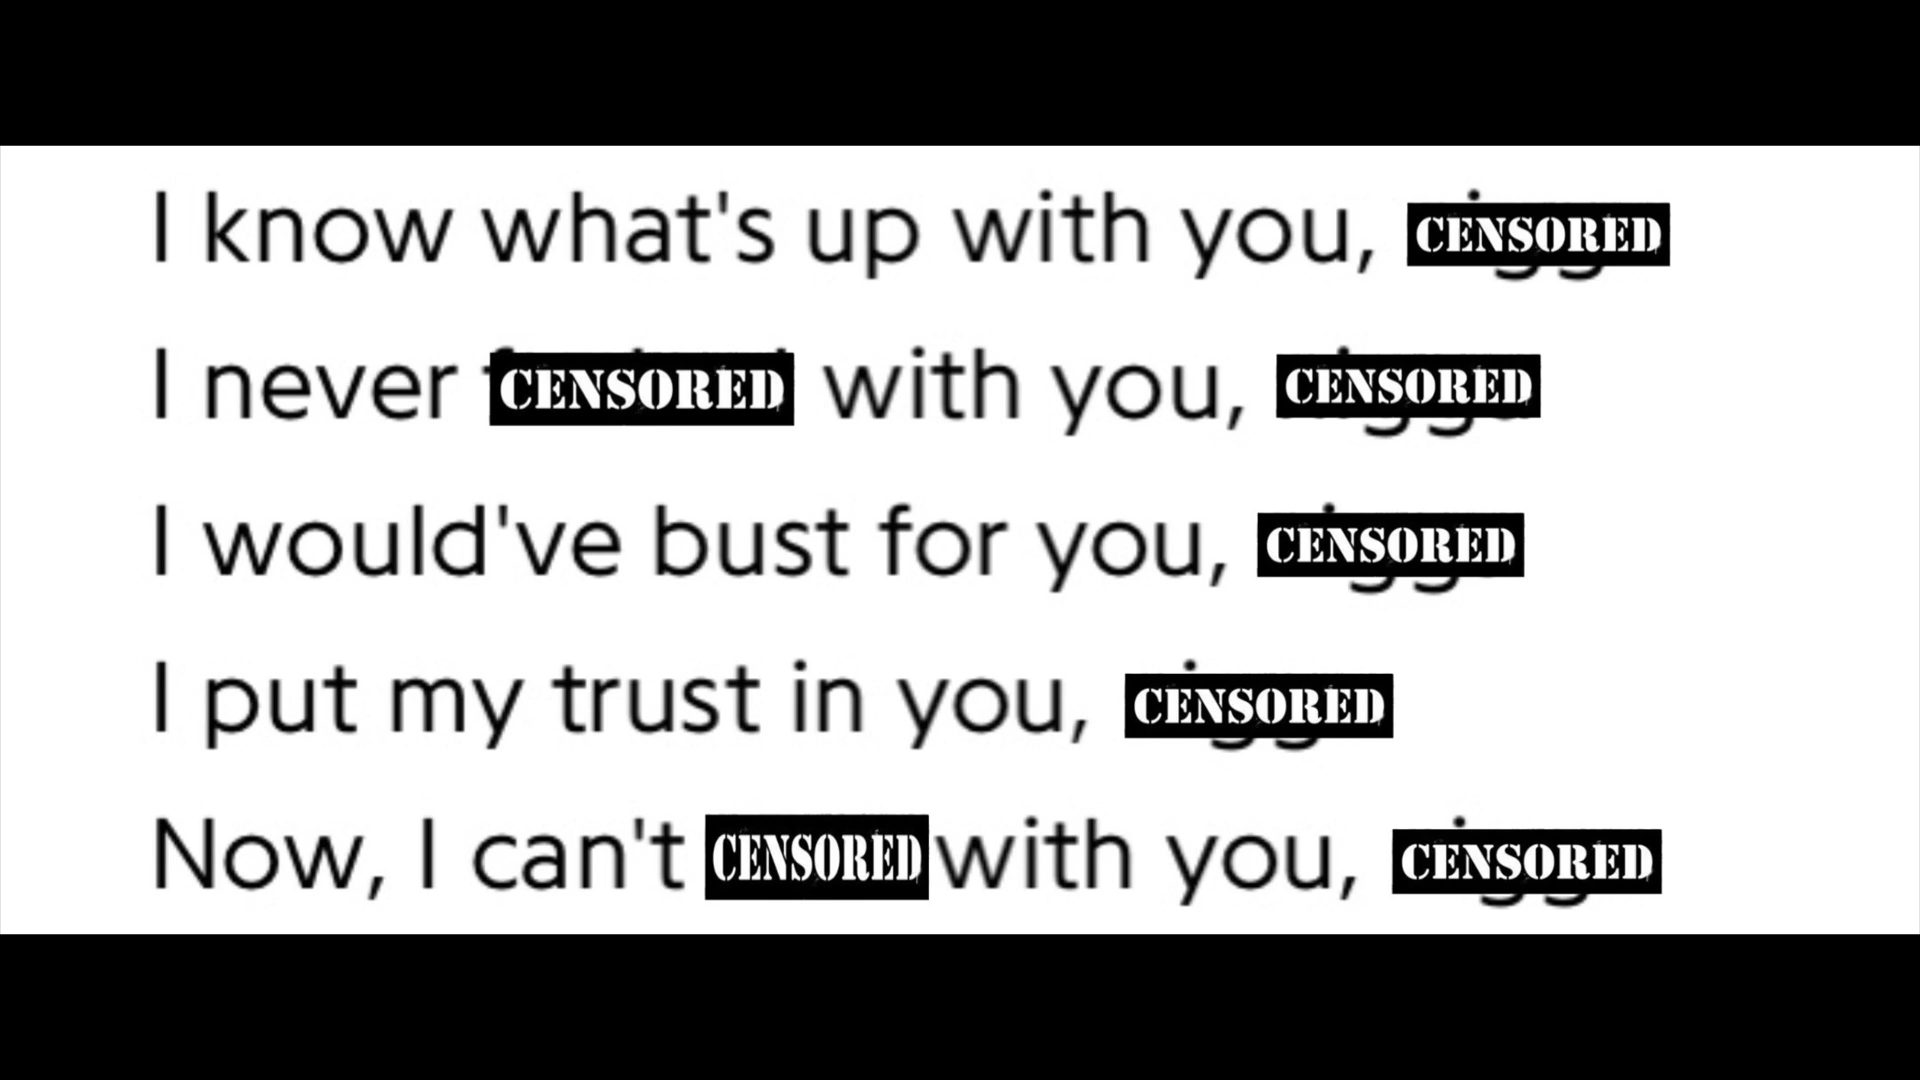 I know what's up with you, CENSORED
I never CENSORED with you, CENSORED
I would've bust for you, CENSORED
I put my trust in you, CENSORED
Now, I can't CENSORED with you, CENSORED